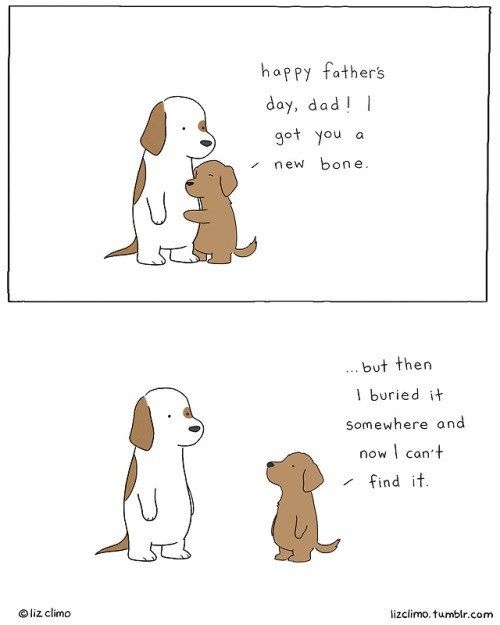 happy father's
day, dad! I
got you a
new bone.
...but then
I buried it
somewhere and
now I can't
find it.
©liz climo
lizclimo.tumblr.com